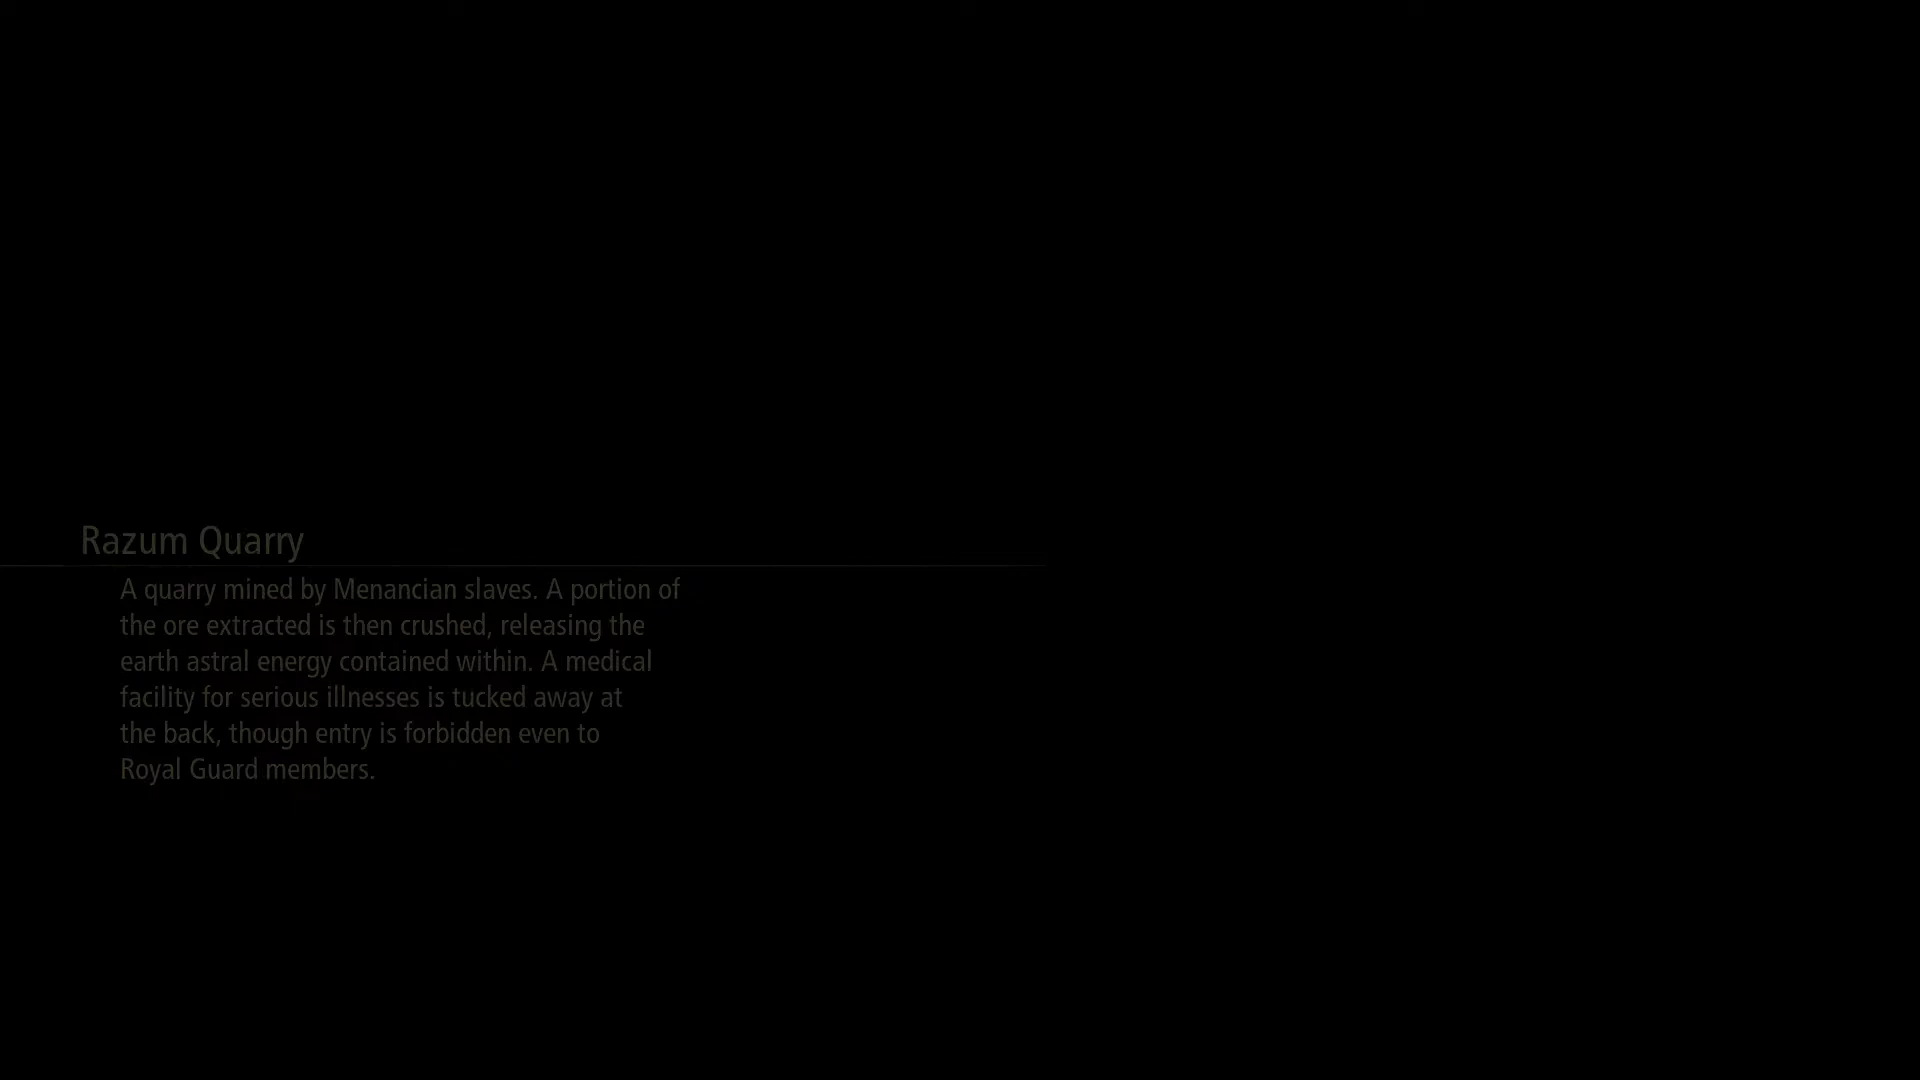 Razum Quarry
A quarry mined by Menancian slaves. A portion of
the ore extracted is then crushed, releasing the
earth astral energy contained within. A medical
facility for serious illnesses is tucked away at
the back, though entry is forbidden even to
Royal Guard members.